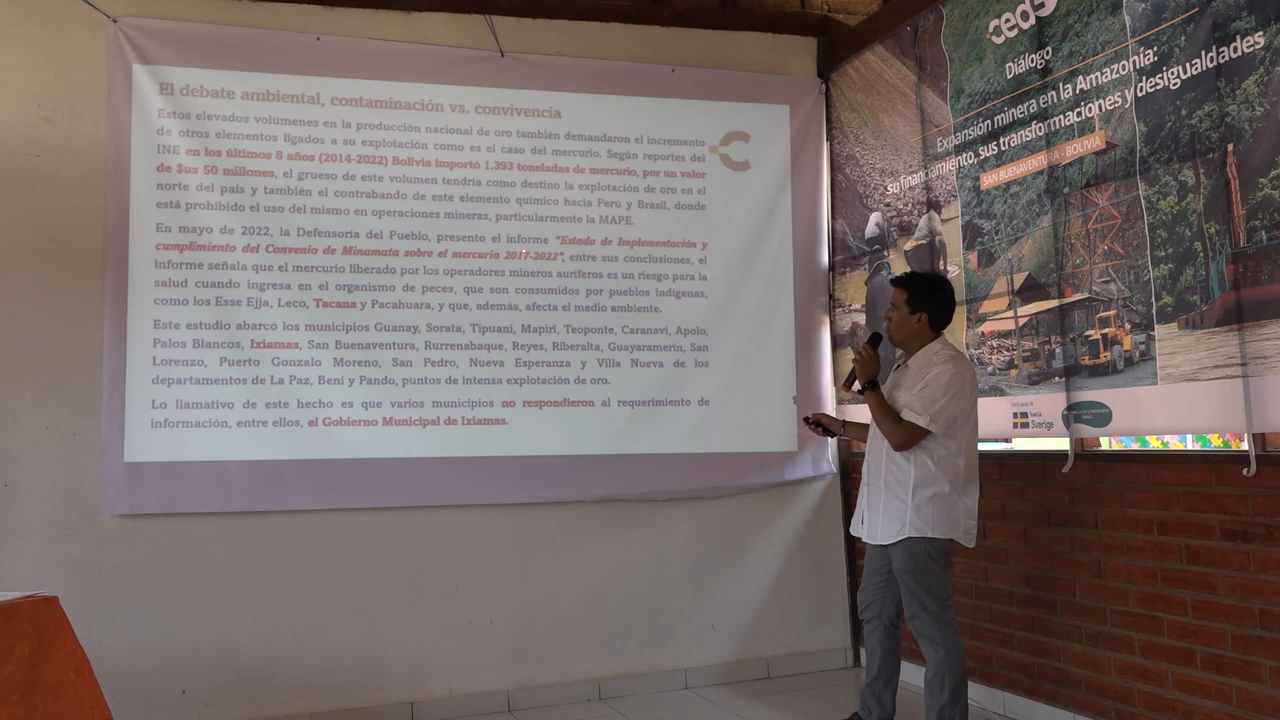 El debate ambiental, contaminación vs. convivencia
Estos elevados volúmenes en la producción nacional de oro también demandaron el incremento
de otros elementos ligados a su explotación como es el caso del mercurio. Según reportes del
INE en los últimos 8 años (2014-2022) Bolivia importó 1.393 toneladas de mercurio, por un valor
de $us 50 millones, el grueso de este volumen tendría como destino la explotación de oro en el
norte del país y también el contrabando de este elemento químico hacia Perú y Brasil, donde
está prohibido el uso del mismo en operaciones mineras, particularmente la MAPE.
En mayo de 2022, la Defensoría del Pueblo, presento el informe "Estado de Implementación y
cumplimiento del Convenio de Minamata sobre el mercurio 2017-2022", entre sus conclusiones, el
informe señala que el mercurio liberado por los operadores mineros auríferos es un riesgo para la
salud cuando ingresa en el organismo de peces, que son consumidos por pueblos indígenas,
como los Esse Ejja, Leco, Tacana y Pacahuara, y que, además, afecta el medio ambiente.
Este estudio abarcó los municipios Guanay, Sorata, Tipuani, Mapiri, Teoponte, Caranavi, Apolo,
Palos Blancos, Ixiamas, San Buenaventura, Rurrenabaque, Reyes, Riberalta, Guayaramerín, San
Lorenzo, Puerto Gonzalo Moreno, San Pedro, Nueva Esperanza y Villa Nueva de los
departamentos de La Paz, Beni y Pando, puntos de intensa explotación de oro.
Lo llamativo de este hecho es que varios municipios no respondieron al requerimiento de
información, entre ellos, el Gobierno Municipal de Ixiamas.
Diálogo
Expansión minera en la Amazonía:
su financiamiento, sus transformaciones y desigualdades
SAN BUENAVENTURA - BOLIVIA
Suecia
Sverige